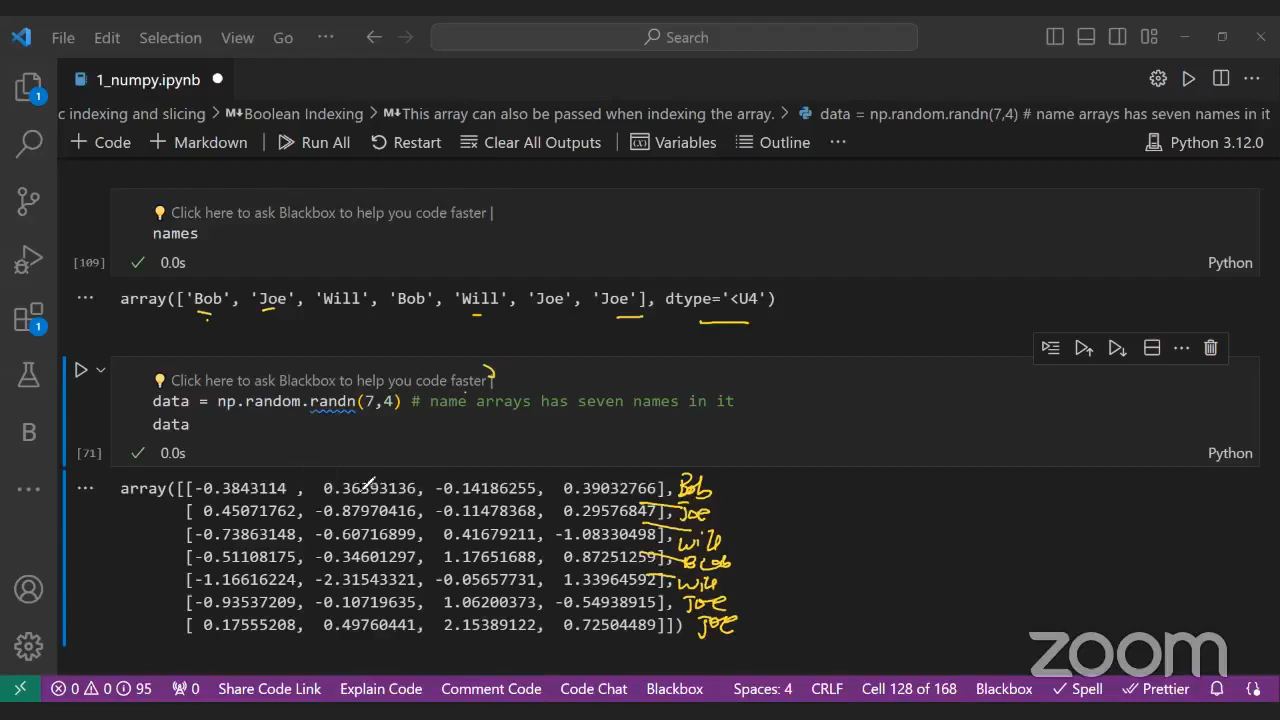 File Edit Selection View Go ··· Search
1_numpy.ipynb
c indexing and slicing > M↓Boolean Indexing > M↓This array can also be passed when indexing the array. > data = np.random.randn(7,4) # name arrays has seven names in it
+ Code + Markdown Run All Restart Clear All Outputs Variables Outline ··· Python 3.12.0
1
Click here to ask Blackbox to help you code faster |
names
[109] 0.0s Python
··· array(['Bob', 'Joe', 'Will', 'Bob', 'Will', 'Joe', 'Joe'], dtype='<U4')
1
Click here to ask Blackbox to help you code faster |
data = np.random.randn(7,4) # name arrays has seven names in it
data
B
[71] 0.0s Python
··· array([[-0.3843114 , 0.36393136, -0.14186255, 0.39032766], Bob
[ 0.45071762, -0.87970416, -0.11478368, 0.29576847], Joe
[-0.73863148, -0.60716899, 0.41679211, -1.08330498], Will
[-0.51108175, -0.34601297, 1.17651688, 0.87251259], Bob
[-1.16616224, -2.31543321, -0.05657731, 1.33964592], Will
[-0.93537209, -0.10719635, 1.06200373, -0.54938915], Joe
[ 0.17555208, 0.49760441, 2.15389122, 0.72504489]]) Joe
zoom
0 0 95 0 Share Code Link Explain Code Comment Code Code Chat Blackbox Spaces: 4 CRLF Cell 128 of 168 Blackbox Spell Prettier